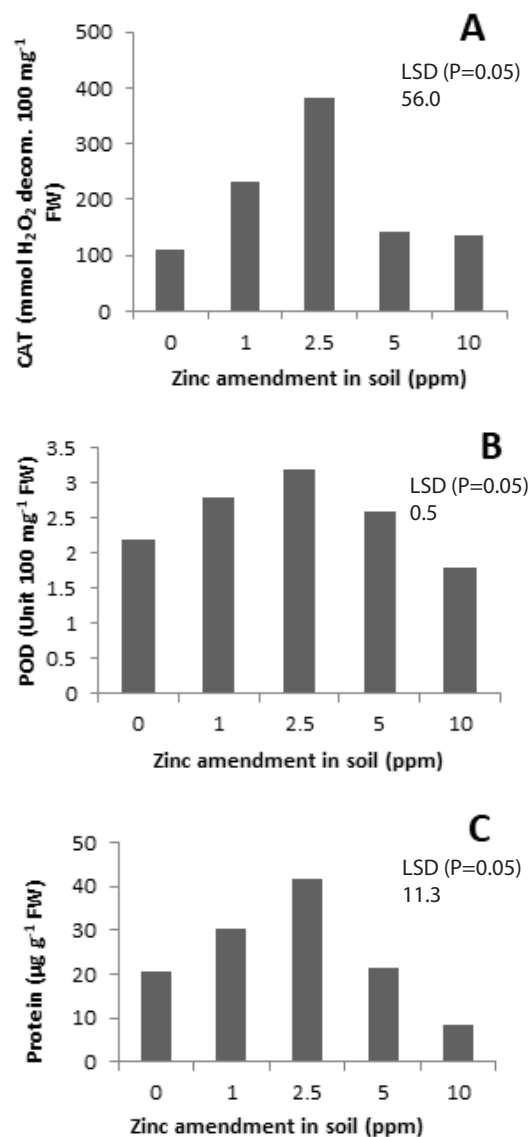 A
LSD (P=0.05)
56.0
CAT (mmol H₂O₂ decom. 100 mg⁻¹
FW)
500
400
300
200
100
0
0 1 2.5 5 10
Zinc amendment in soil (ppm)
B
LSD (P=0.05)
0.5
POD (Unit 100 mg⁻¹ FW)
3.5
3
2.5
2
1.5
1
0.5
0
0 1 2.5 5 10
Zinc amendment in soil (ppm)
C
LSD (P=0.05)
11.3
Protein (µg g⁻¹ FW)
50
40
30
20
10
0
0 1 2.5 5 10
Zinc amendment in soil (ppm)